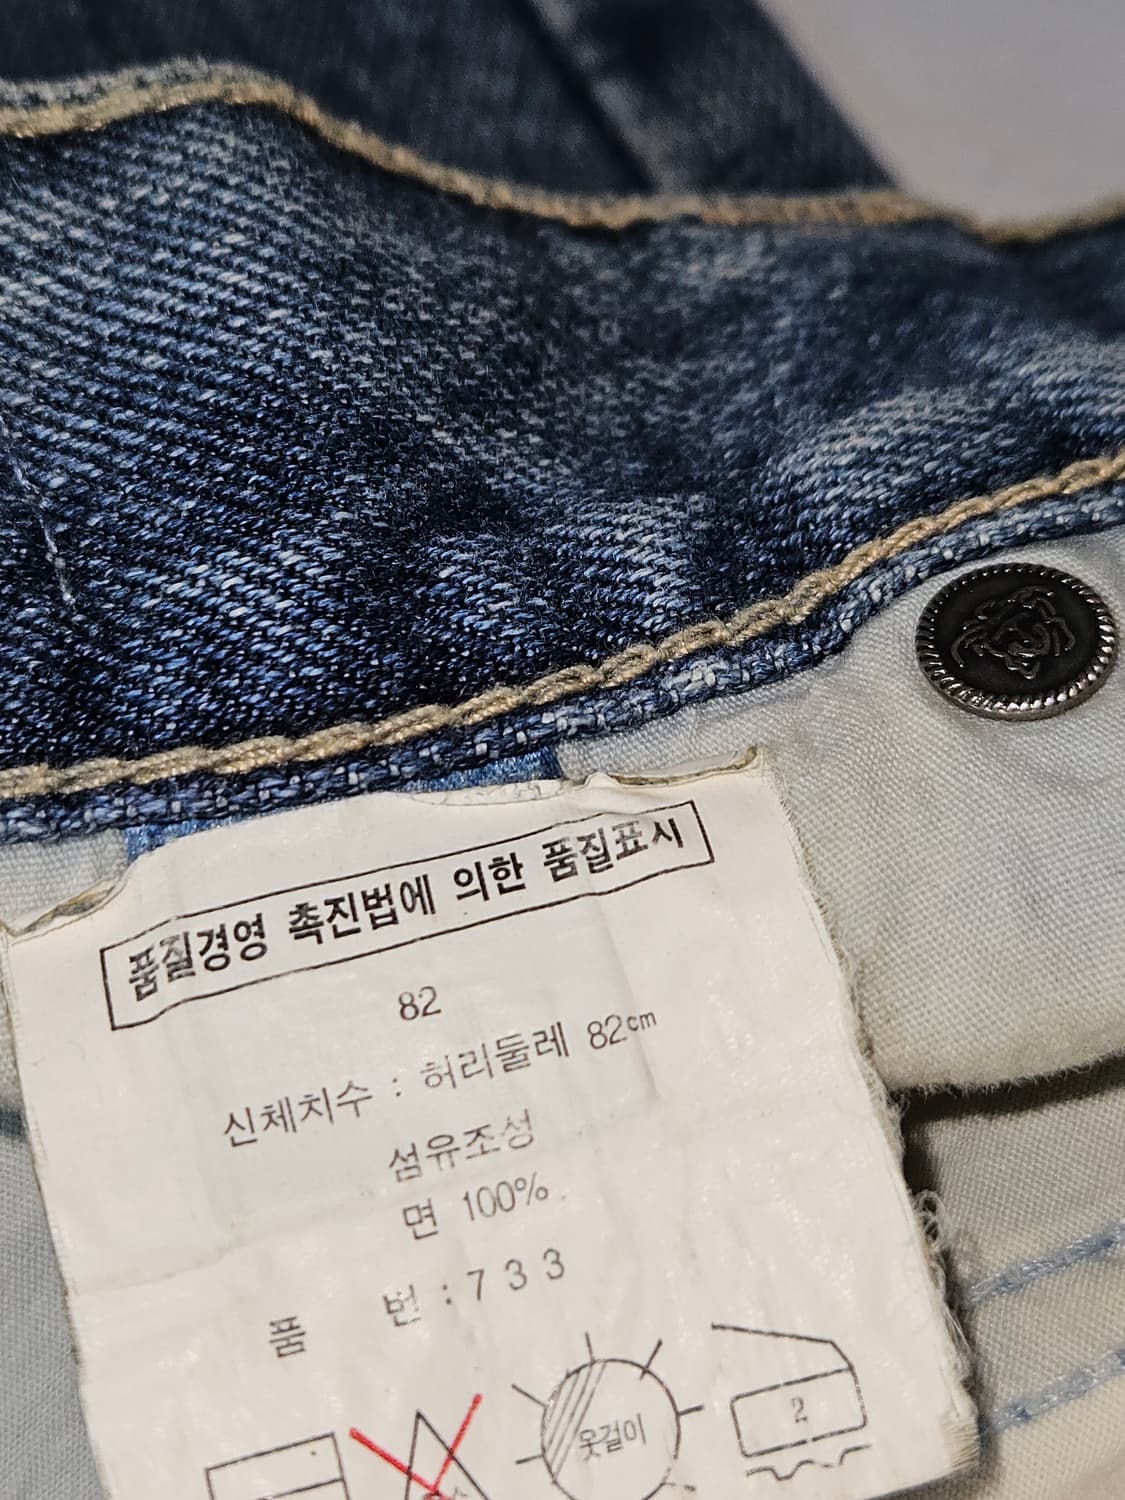 품질경영 촉진법에 의한 품질표시
82
신체치수 : 허리둘레 82cm
섬유조성
면 100%
품 번 : 7 3 3
옷걸이
2